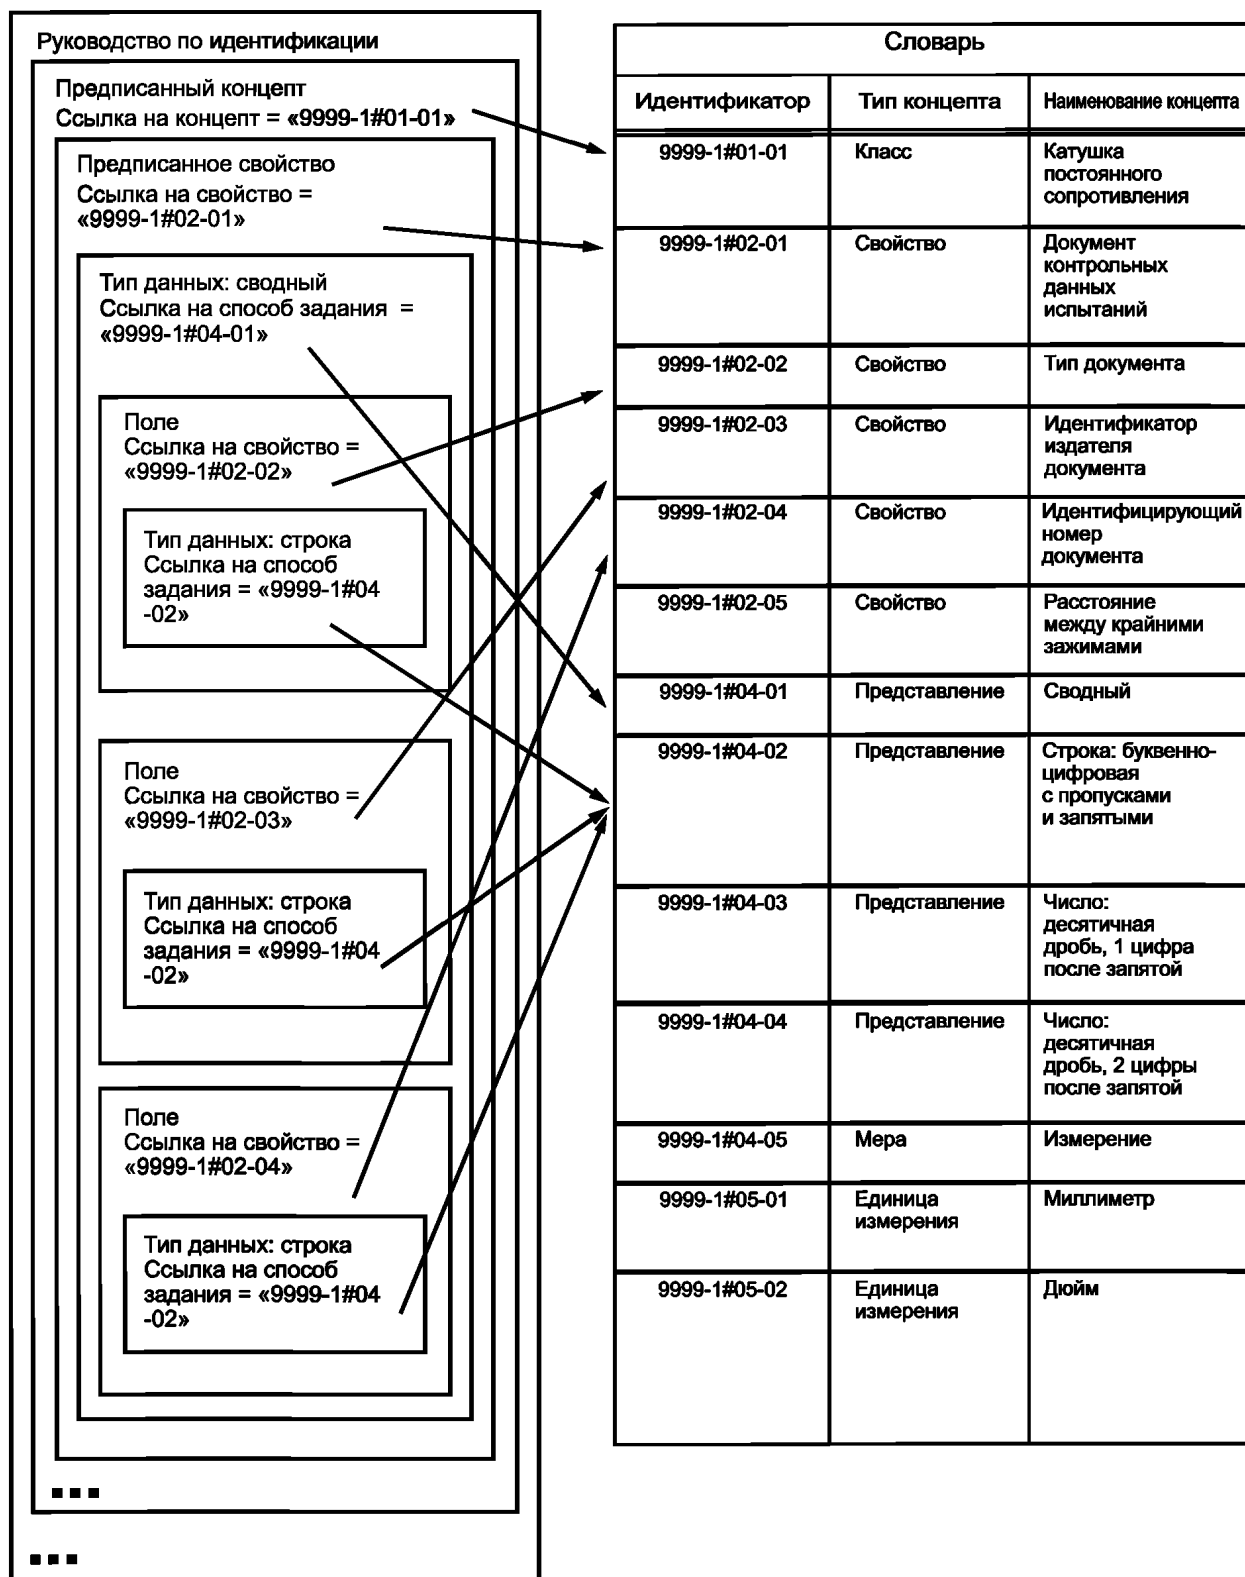 Руководство по идентификации
Предписанный концепт
Ссылка на концепт = «9999-1#01-01»
Предписанное свойство
Ссылка на свойство =
«9999-1#02-01»
Тип данных: сводный
Ссылка на способ задания =
«9999-1#04-01»
Поле
Ссылка на свойство =
«9999-1#02-02»
Тип данных: строка
Ссылка на способ
задания = «9999-1#04
-02»
Поле
Ссылка на свойство =
«9999-1#02-03»
Тип данных: строка
Ссылка на способ
задания = «9999-1#04
-02»
Поле
Ссылка на свойство =
«9999-1#02-04»
Тип данных: строка
Ссылка на способ
задания = «9999-1#04
-02»
...
...
Словарь
Идентификатор Тип концепта Наименование концепта
9999-1#01-01 Класс Катушка
постоянного
сопротивления
9999-1#02-01 Свойство Документ
контрольных
данных
испытаний
9999-1#02-02 Свойство Тип документа
9999-1#02-03 Свойство Идентификатор
издателя
документа
9999-1#02-04 Свойство Идентифицирующий
номер
документа
9999-1#02-05 Свойство Расстояние
между крайними
зажимами
9999-1#04-01 Представление Сводный
9999-1#04-02 Представление Строка: буквенно-
цифровая
с пропусками
и запятыми
9999-1#04-03 Представление Число:
десятичная
дробь, 1 цифра
после запятой
9999-1#04-04 Представление Число:
десятичная
дробь, 2 цифры
после запятой
9999-1#04-05 Мера Измерение
9999-1#05-01 Единица Миллиметр
измерения
9999-1#05-02 Единица Дюйм
измерения